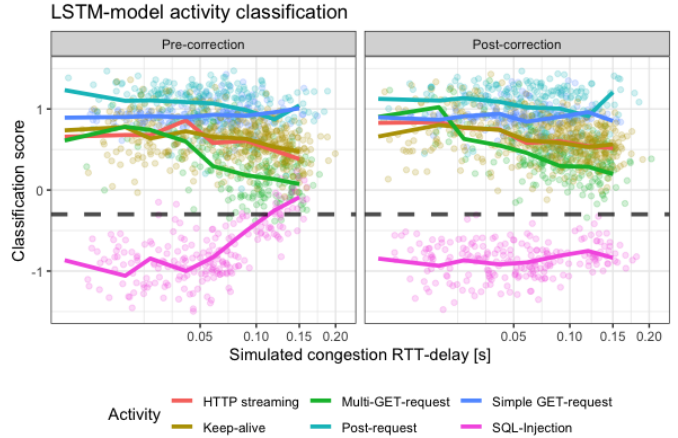 LSTM-model activity classification
Pre-correction Post-correction
Classification score
1
0
-1
0.05 0.10 0.15 0.20 0.05 0.10 0.15 0.20
Simulated congestion RTT-delay [s]
Activity
HTTP streaming Multi-GET-request Simple GET-request
Keep-alive Post-request SQL-Injection